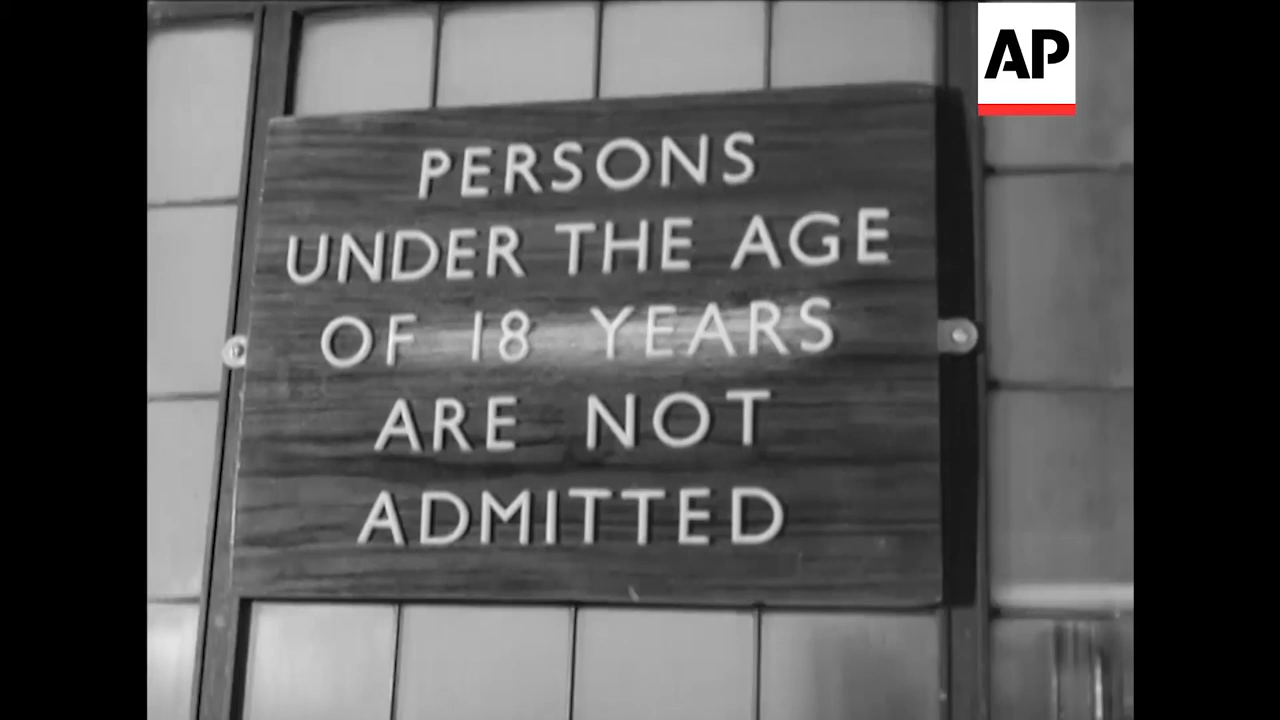 AP
PERSONS
UNDER THE AGE
OF 18 YEARS
ARE NOT
ADMITTED